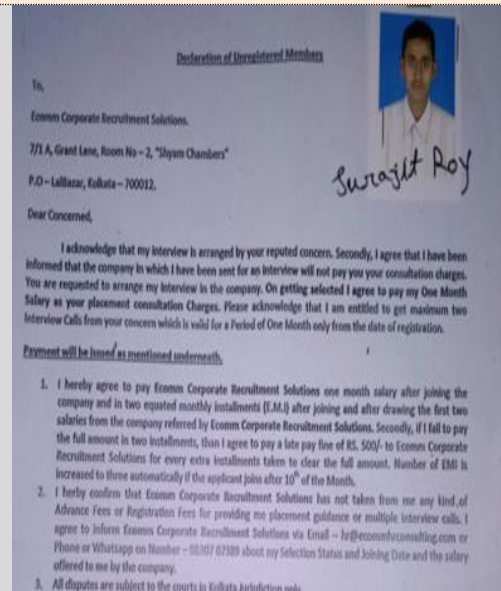 Declaration of Unregistered Members
To,
Ecomm Corporate Recruitment Solutions.
7/1 A, Grant Lane, Room No – 2, "Shyam Chambers"
P.O – Lalbazar, Kolkata – 700012.
Surajit Roy
Dear Concerned,
I acknowledge that my interview is arranged by your reputed concern. Secondly, I agree that I have been
informed that the company in which I have been sent for an interview will not pay you your consultation charges.
You are requested to arrange my interview in the company. On getting selected I agree to pay my One Month
Salary as your placement consultation Charges. Please acknowledge that I am entitled to get maximum two
Interview Calls from your concern which is valid for a Period of One Month only from the date of registration.
Payment will be issued as mentioned underneath.
1. I hereby agree to pay Ecomm Corporate Recruitment Solutions one month salary after joining the
company and in two equated monthly installments (E.M.I) after joining and after drawing the first two
salaries from the company referred by Ecomm Corporate Recruitment Solutions. Secondly, if I fail to pay
the full amount in two installments, than I agree to pay a late pay fine of RS. 500/- to Ecomm Corporate
Recruitment Solutions for every extra installments taken to clear the full amount. Number of EMI is
increased to three automatically if the applicant joins after 10th of the Month.
2. I herby confirm that Ecomm Corporate Recruitment Solutions has not taken from me any kind of
Advance Fees or Registration Fees for providing me placement guidance or multiple interview calls. I
agree to inform Ecomm Corporate Recruitment Solutions via Email – hr@ecommhrconsulting.com or
Phone or Whatsapp on Number – 98307 07989 about my Selection Status and Joining Date and the salary
offered to me by the company.
3. All disputes are subject to the courts in Kolkata Jurisdiction only.